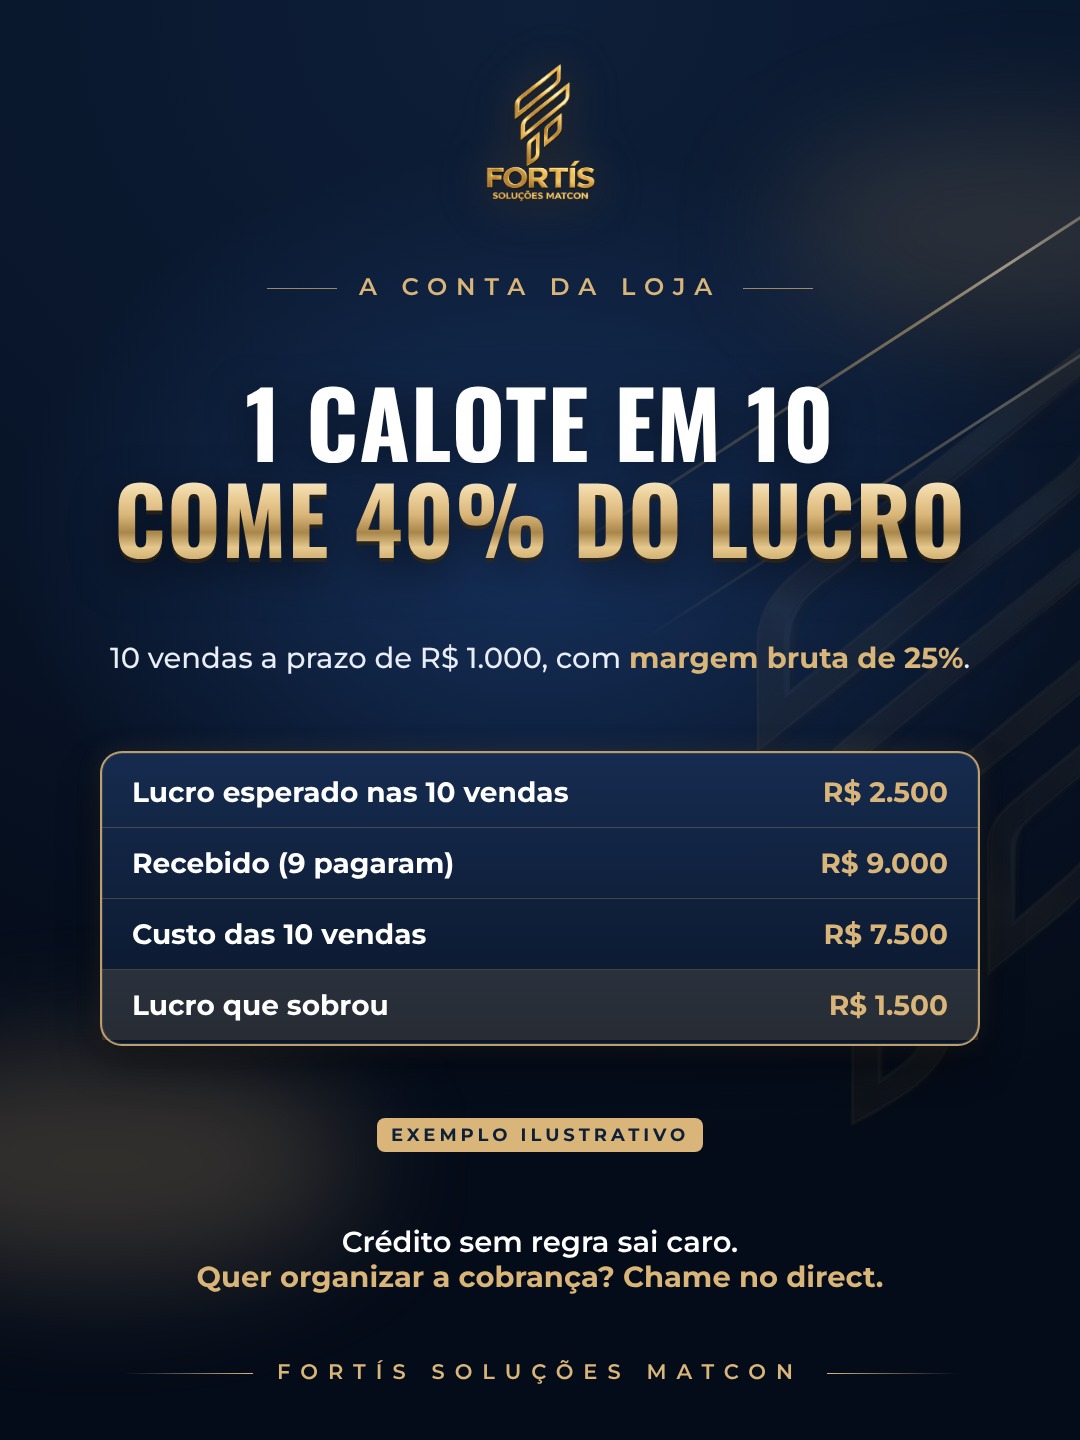 FORTÍS
SOLUÇÕES MATCON
A CONTA DA LOJA
1 CALOTE EM 10
COME 40% DO LUCRO
10 vendas a prazo de R$ 1.000, com margem bruta de 25%.
Lucro esperado nas 10 vendas R$ 2.500
Recebido (9 pagaram) R$ 9.000
Custo das 10 vendas R$ 7.500
Lucro que sobrou R$ 1.500
EXEMPLO ILUSTRATIVO
Crédito sem regra sai caro.
Quer organizar a cobrança? Chame no direct.
FORTÍS SOLUÇÕES MATCON